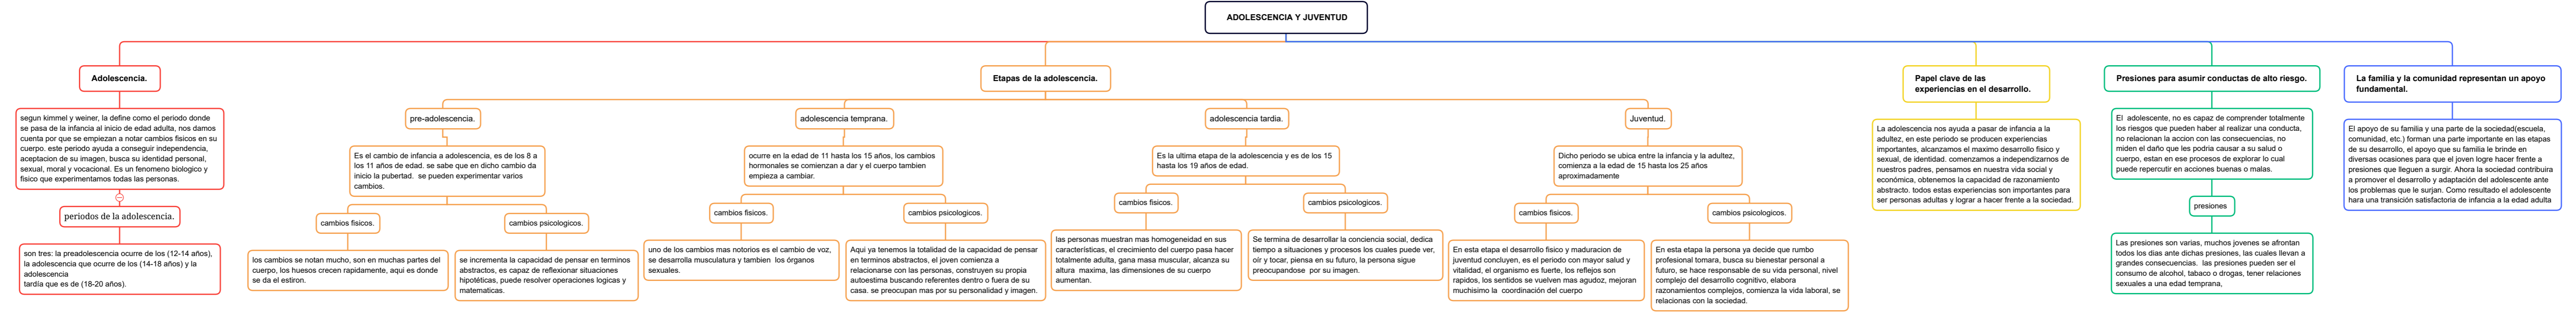 ADOLESCENCIA Y JUVENTUD
Adolescencia.
segun kimmel y weiner, la define como el periodo donde
se pasa de la infancia al inicio de edad adulta, nos damos
cuenta por que se empiezan a notar cambios fisicos en su
cuerpo. este periodo ayuda a conseguir independencia,
aceptacion de su imagen, busca su identidad personal,
sexual, moral y vocacional. Es un fenomeno biologico y
fisico que experimentamos todas las personas.
periodos de la adolescencia.
son tres: la preadolescencia ocurre de los (12-14 años),
la adolescencia que ocurre de los (14-18 años) y la
adolescencia
tardía que es de (18-20 años).
Etapas de la adolescencia.
pre-adolescencia.
Es el cambio de infancia a adolescencia, es de los 8 a
los 11 años de edad. se sabe que en dicho cambio da
inicio la pubertad.  se pueden experimentar varios
cambios.
cambios fisicos.
los cambios se notan mucho, son en muchas partes del
cuerpo, los huesos crecen rapidamente, aqui es donde
se da el estiron.
cambios psicologicos.
se incrementa la capacidad de pensar en terminos
abstractos, es capaz de reflexionar situaciones
hipotéticas, puede resolver operaciones logicas y
matematicas.
adolescencia temprana.
ocurre en la edad de 11 hasta los 15 años, los cambios
hormonales se comienzan a dar y el cuerpo tambien
empieza a cambiar.
cambios fisicos.
uno de los cambios mas notorios es el cambio de voz,
se desarrolla musculatura y tambien  los órganos
sexuales.
cambios psicologicos.
Aqui ya tenemos la totalidad de la capacidad de pensar
en terminos abstractos, el joven comienza a
relacionarse con las personas, construyen su propia
autoestima buscando referentes dentro o fuera de su
casa. se preocupan mas por su personalidad y imagen.
adolescencia tardia.
Es la ultima etapa de la adolescencia y es de los 15
hasta los 19 años de edad.
cambios fisicos.
las personas muestran mas homogeneidad en sus
características, el crecimiento del cuerpo pasa hacer
totalmente adulta, gana masa muscular, alcanza su
altura  maxima, las dimensiones de su cuerpo
aumentan.
cambios psicologicos.
Se termina de desarrollar la conciencia social, dedica
tiempo a situaciones y procesos los cuales puede ver,
oír y tocar, piensa en su futuro, la persona sigue
preocupandose  por su imagen.
Juventud.
Dicho periodo se ubica entre la infancia y la adultez,
comienza a la edad de 15 hasta los 25 años
aproximadamente
cambios fisicos.
En esta etapa el desarrollo fisico y maduracion de
juventud concluyen, es el periodo con mayor salud y
vitalidad, el organismo es fuerte, los reflejos son
rapidos, los sentidos se vuelven mas agudoz, mejoran
muchisimo la  coordinación del cuerpo
cambios psicologicos.
En esta etapa la persona ya decide que rumbo
profesional tomara, busca su bienestar personal a
futuro, se hace responsable de su vida personal, nivel
complejo del desarrollo cognitivo, elabora
razonamientos complejos, comienza la vida laboral, se
relacionas con la sociedad.
Papel clave de las
experiencias en el desarrollo.
La adolescencia nos ayuda a pasar de infancia a la
adultez, en este periodo se producen experiencias
importantes, alcanzamos el maximo desarrollo fisico y
sexual, de identidad. comenzamos a independizarnos de
nuestros padres, pensamos en nuestra vida social y
económica, obtenemos la capacidad de razonamiento
abstracto. todos estas experiencias son importantes para
ser personas adultas y lograr a hacer frente a la sociedad.
Presiones para asumir conductas de alto riesgo.
El  adolescente, no es capaz de comprender totalmente
los riesgos que pueden haber al realizar una conducta,
no relacionan la accion con las consecuencias, no
miden el daño que les podria causar a su salud o
cuerpo, estan en ese procesos de explorar lo cual
puede repercutir en acciones buenas o malas.
presiones
Las presiones son varias, muchos jovenes se afrontan
todos los dias ante dichas presiones, las cuales llevan a
grandes consecuencias.  las presiones pueden ser el
consumo de alcohol, tabaco o drogas, tener relaciones
sexuales a una edad temprana,
La familia y la comunidad representan un apoyo
fundamental.
El apoyo de su familia y una parte de la sociedad(escuela,
comunidad, etc.) forman una parte importante en las etapas
de su desarrollo, el apoyo que su familia le brinde en
diversas ocasiones para que el joven logre hacer frente a
presiones que lleguen a surgir. Ahora la sociedad contribuira
a promover el desarrollo y adaptación del adolescente ante
los problemas que le surjan. Como resultado el adolescente
hara una transición satisfactoria de infancia a la edad adulta